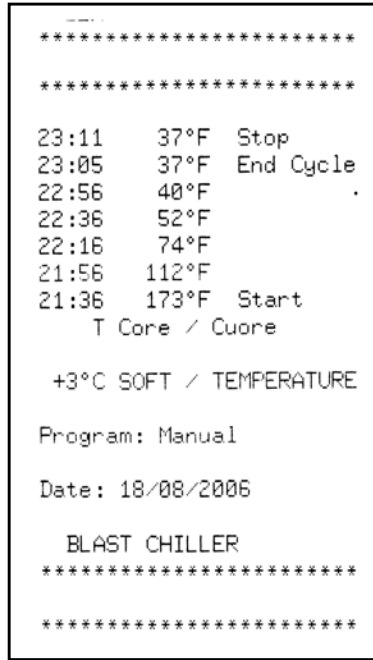 ************************
************************
23:11 37°F Stop
23:05 37°F End Cycle
22:56 40°F
22:36 52°F
22:16 74°F
21:56 112°F
21:36 173°F Start
T Core / Cuore
+3°C SOFT / TEMPERATURE
Program: Manual
Date: 18/08/2006
BLAST CHILLER
************************
************************